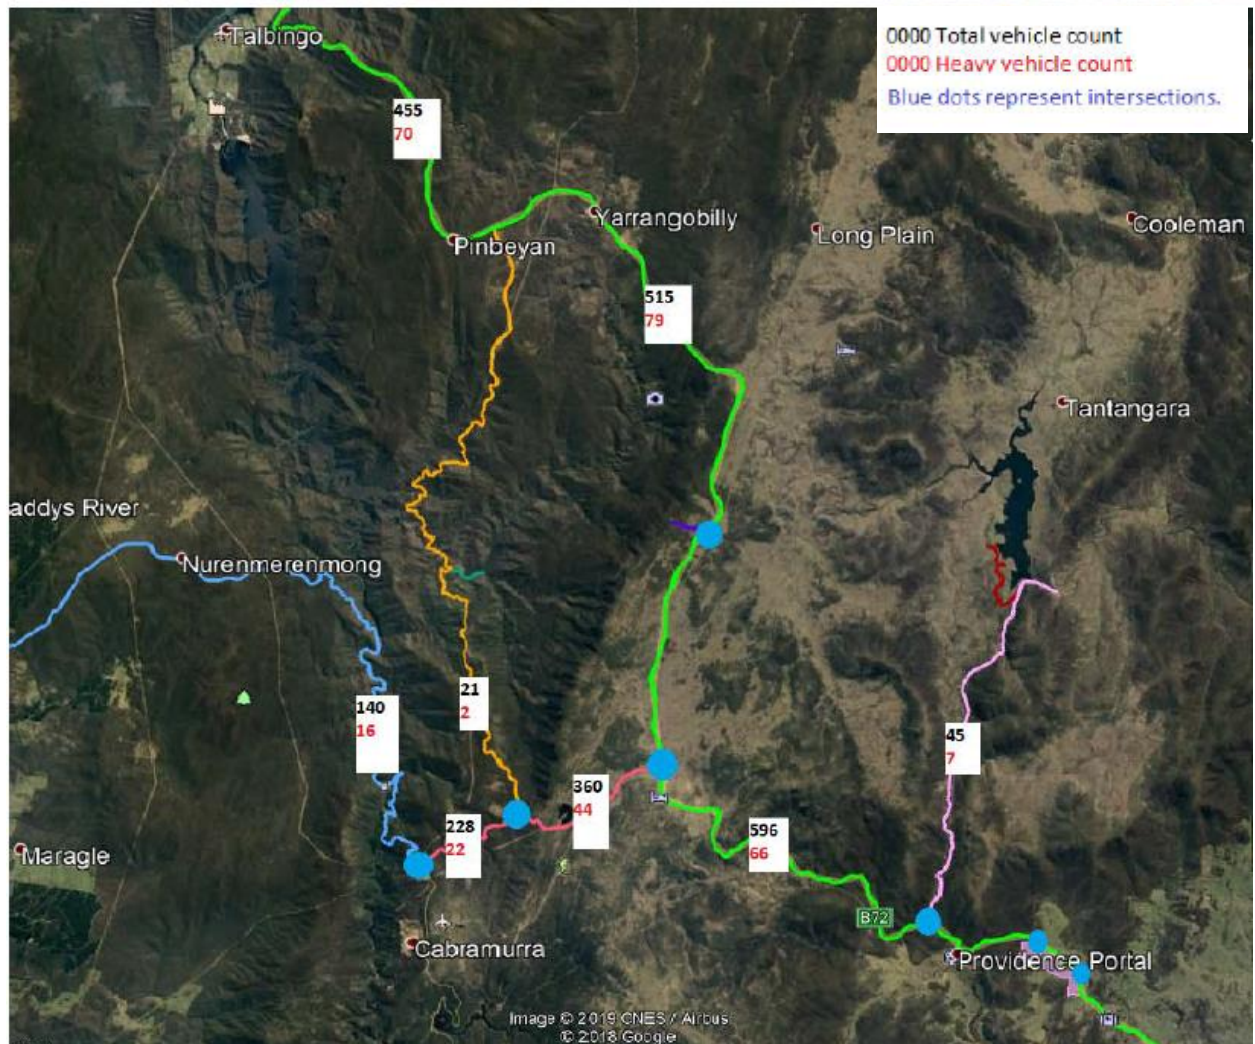 0000 Total vehicle count
0000 Heavy vehicle count
Blue dots represent intersections.
Talbingo
455
70
Yarrangobilly
Pinbeyan
Long Plain
Cooleman
515
79
Tantangara
addys River
Nurenmerenmong
21
2
140
16
45
7
360
44
228
22
596
66
Maragle
B72
Cabramurra
Providence Portal
Image © 2019 CNES / Airbus
© 2018 Google